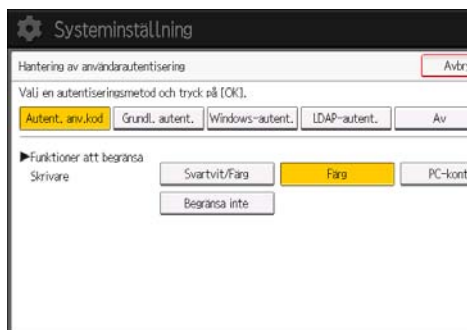 Systeminställning
Hantering av användarautentisering
Välj en autentiseringsmetod och tryck på [OK].
Autent. anv.kod Grundl. autent. Windows-autent. LDAP-autent. Av
▶Funktioner att begränsa
Skrivare Svartvit/Färg Färg
Begränsa inte